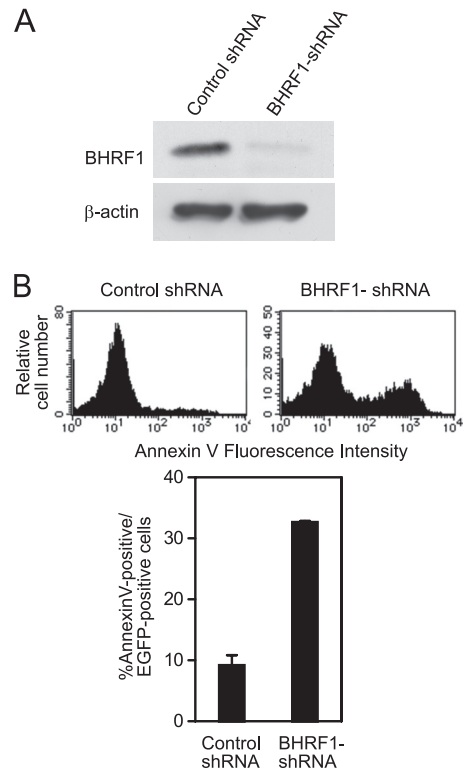 A
Control shRNA
BHRF1-shRNA
BHRF1
β-actin
B
Control shRNA
BHRF1- shRNA
Relative
cell number
80
0
10⁰ 10¹ 10² 10³ 10⁴
50
40
30
20
10
0
10⁰ 10¹ 10² 10³ 10⁴
Annexin V Fluorescence Intensity
%AnnexinV-positive/
EGFP-positive cells
40
30
20
10
0
Control
shRNA
BHRF1-
shRNA